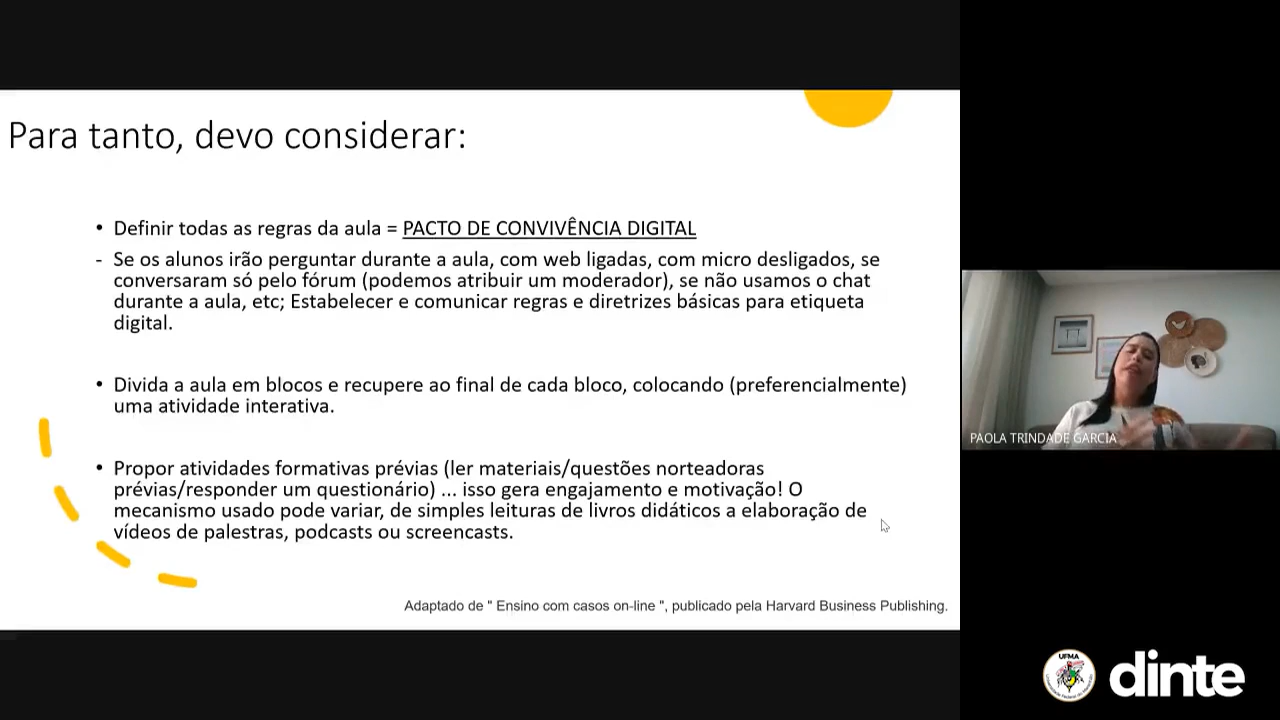 Para tanto, devo considerar:
• Definir todas as regras da aula = PACTO DE CONVIVÊNCIA DIGITAL
- Se os alunos irão perguntar durante a aula, com web ligadas, com micro desligados, se
conversaram só pelo fórum (podemos atribuir um moderador), se não usamos o chat
durante a aula, etc; Estabelecer e comunicar regras e diretrizes básicas para etiqueta
digital.
• Divida a aula em blocos e recupere ao final de cada bloco, colocando (preferencialmente)
uma atividade interativa.
• Propor atividades formativas prévias (ler materiais/questões norteadoras
prévias/responder um questionário) ... isso gera engajamento e motivação! O
mecanismo usado pode variar, de simples leituras de livros didáticos a elaboração de
vídeos de palestras, podcasts ou screencasts.
Adaptado de " Ensino com casos on-line ", publicado pela Harvard Business Publishing.
PAOLA TRINDADE GARCIA
UFMA
dinte